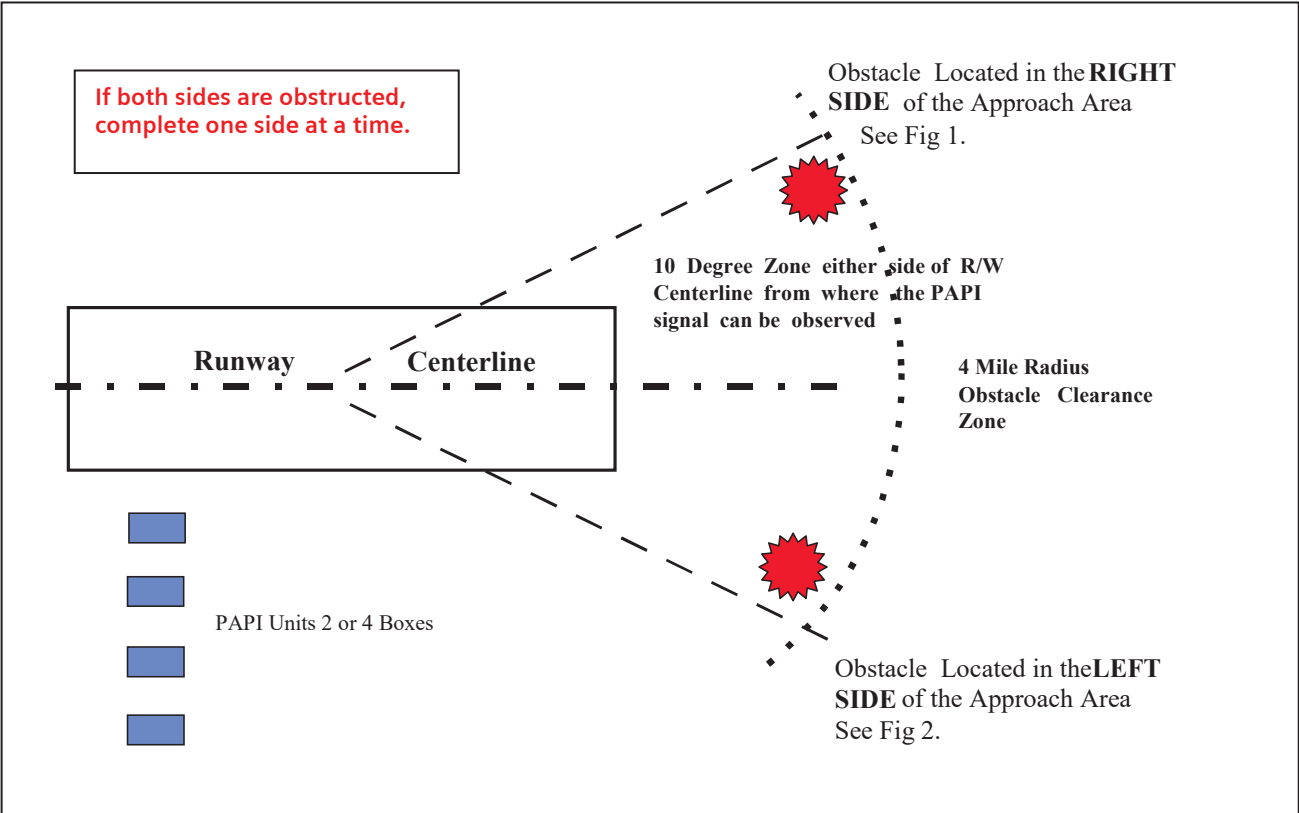 If both sides are obstructed,
complete one side at a time.
Obstacle Located in the RIGHT
SIDE of the Approach Area
See Fig 1.
10 Degree Zone either side of R/W
Centerline from where the PAPI
signal can be observed
Runway Centerline
4 Mile Radius
Obstacle Clearance
Zone
PAPI Units 2 or 4 Boxes
Obstacle Located in the LEFT
SIDE of the Approach Area
See Fig 2.